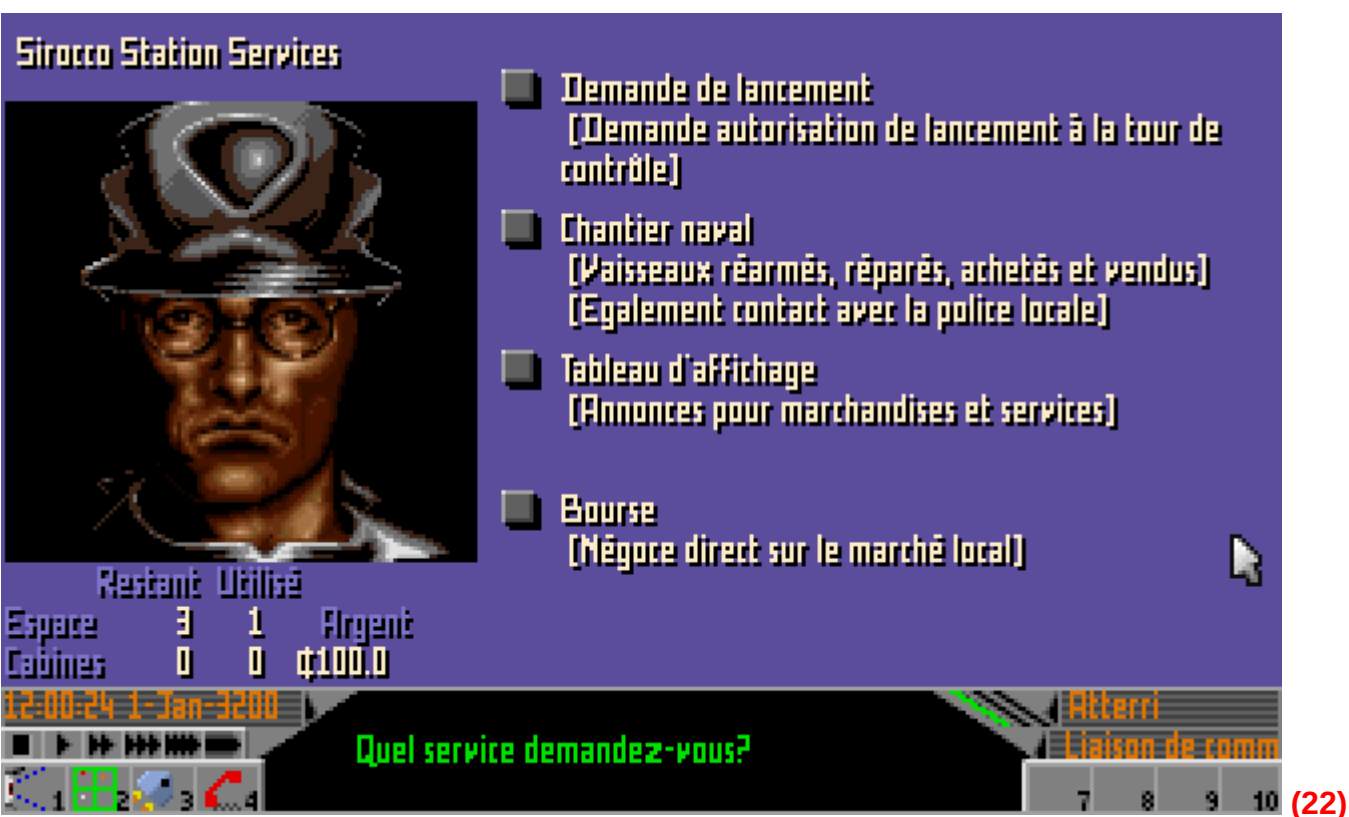 Sirocco Station Services
Demande de lancement
[Demande autorisation de lancement à la tour de
contrôle]
Chantier naval
[Vaisseaux réarmés, réparés, achetés et vendus]
[Egalement contact avec la police locale]
Tableau d'affichage
[Annonces pour marchandises et services]
Bourse
[Négoce direct sur le marché local]
Restant Utilisé
Espace 3 1 Argent
Cabines 0 0 ₵100.0
12:00:24 1-Jan-3200
Atterri
Quel service demandez-vous?
Liaison de comm
1 2 3 4 7 8 9 10
(22)